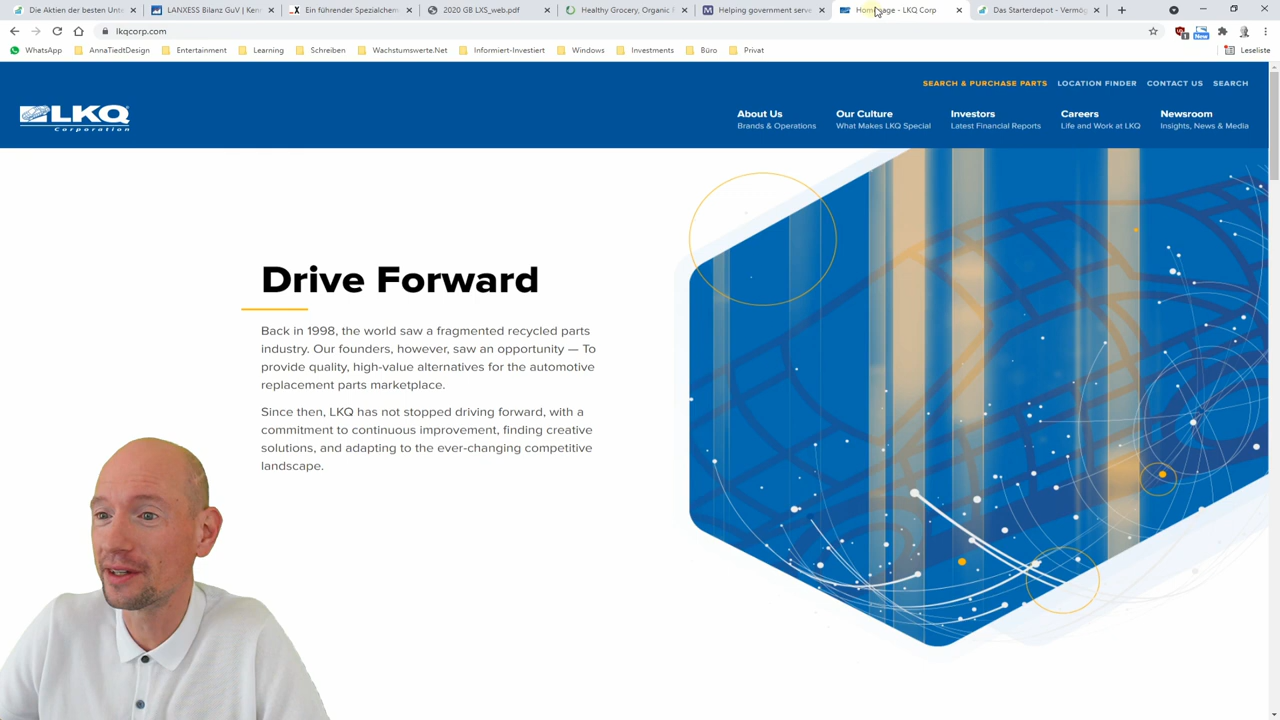 Die Aktien der besten Unte
LANXESS Bilanz GuV | Kenn
Ein führender Spezialchem
2020 GB LXS_web.pdf
Healthy Grocery, Organic F
Helping government serve
Homepage - LKQ Corp
Das Starterdepot - Vermög
lkqcorp.com
New
WhatsApp
AnnaTiedtDesign
Entertainment
Learning
Schreiben
Wachstumswerte.Net
Informiert-Investiert
Windows
Investments
Büro
Privat
Leseliste
SEARCH & PURCHASE PARTS
LOCATION FINDER
CONTACT US
SEARCH
LKQ
Corporation
About Us
Brands & Operations
Our Culture
What Makes LKQ Special
Investors
Latest Financial Reports
Careers
Life and Work at LKQ
Newsroom
Insights, News & Media
Drive Forward
Back in 1998, the world saw a fragmented recycled parts
industry. Our founders, however, saw an opportunity — To
provide quality, high-value alternatives for the automotive
replacement parts marketplace.
Since then, LKQ has not stopped driving forward, with a
commitment to continuous improvement, finding creative
solutions, and adapting to the ever-changing competitive
landscape.